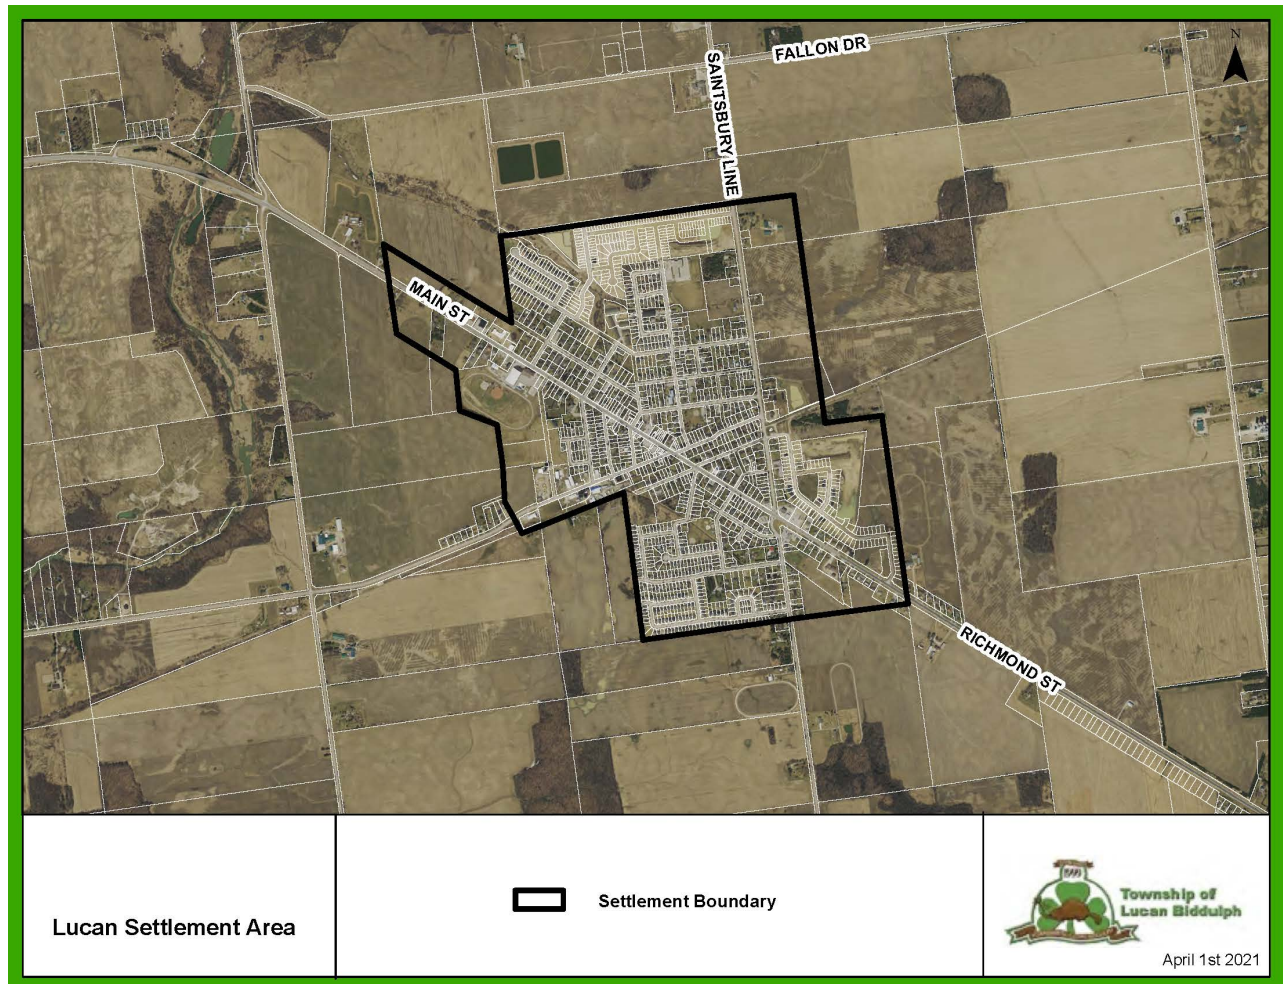 N
FALLON DR
SAINTSBURY LINE
MAIN ST
RICHMOND ST
Lucan Settlement Area
Settlement Boundary
1999
Township of
Lucan Biddulph
April 1st 2021